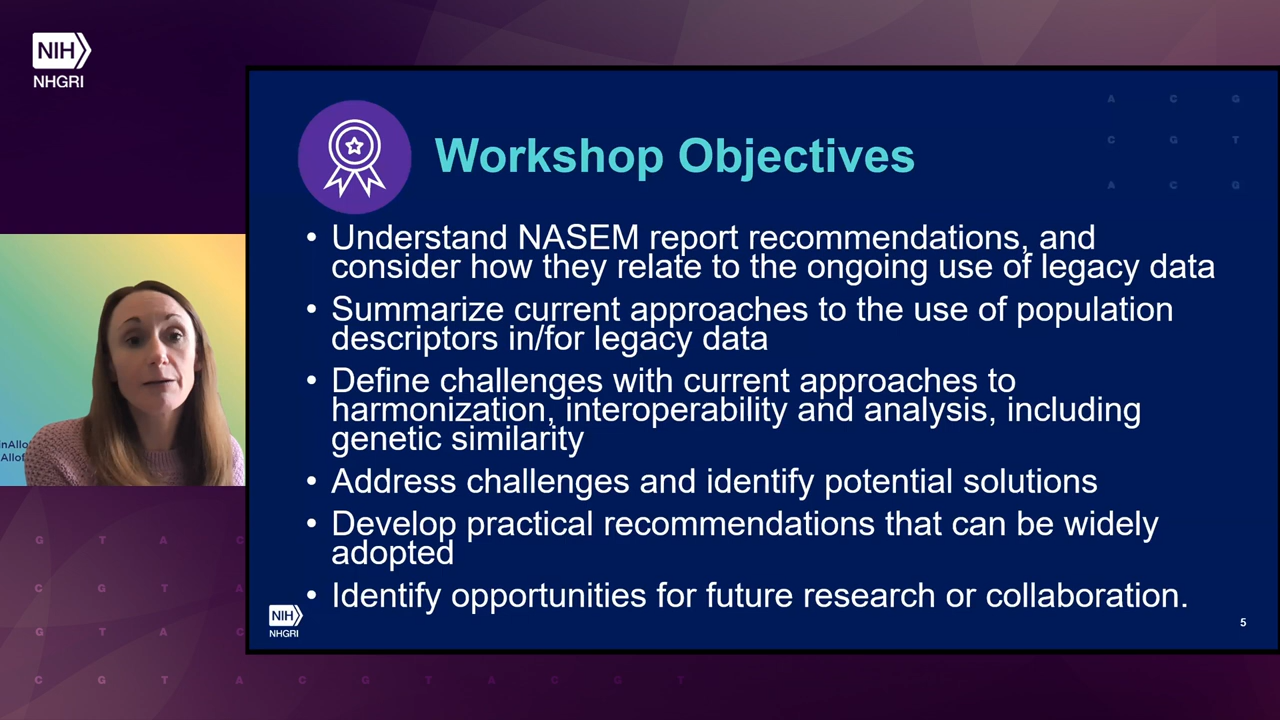 NIH
NHGRI
Workshop Objectives
• Understand NASEM report recommendations, and
consider how they relate to the ongoing use of legacy data
• Summarize current approaches to the use of population
descriptors in/for legacy data
• Define challenges with current approaches to
harmonization, interoperability and analysis, including
genetic similarity
• Address challenges and identify potential solutions
• Develop practical recommendations that can be widely
adopted
• Identify opportunities for future research or collaboration.
NIH
NHGRI
5
A C G
C G T
A C G
G T A C
C G T A
G T A C
C G T A C G T A C G T